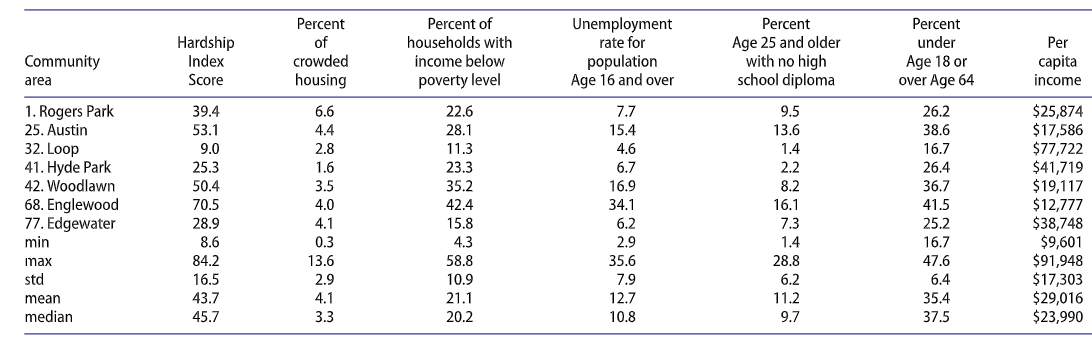 Percent Percent of Unemployment Percent Percent
Hardship of households with rate for Age 25 and older under Per
Community Index crowded income below population with no high Age 18 or capita
area Score housing poverty level Age 16 and over school diploma over Age 64 income
1. Rogers Park 39.4 6.6 22.6 7.7 9.5 26.2 $25,874
25. Austin 53.1 4.4 28.1 15.4 13.6 38.6 $17,586
32. Loop 9.0 2.8 11.3 4.6 1.4 16.7 $77,722
41. Hyde Park 25.3 1.6 23.3 6.7 2.2 26.4 $41,719
42. Woodlawn 50.4 3.5 35.2 16.9 8.2 36.7 $19,117
68. Englewood 70.5 4.0 42.4 34.1 16.1 41.5 $12,777
77. Edgewater 28.9 4.1 15.8 6.2 7.3 25.2 $38,748
min 8.6 0.3 4.3 2.9 1.4 16.7 $9,601
max 84.2 13.6 58.8 35.6 28.8 47.6 $91,948
std 16.5 2.9 10.9 7.9 6.2 6.4 $17,303
mean 43.7 4.1 21.1 12.7 11.2 35.4 $29,016
median 45.7 3.3 20.2 10.8 9.7 37.5 $23,990